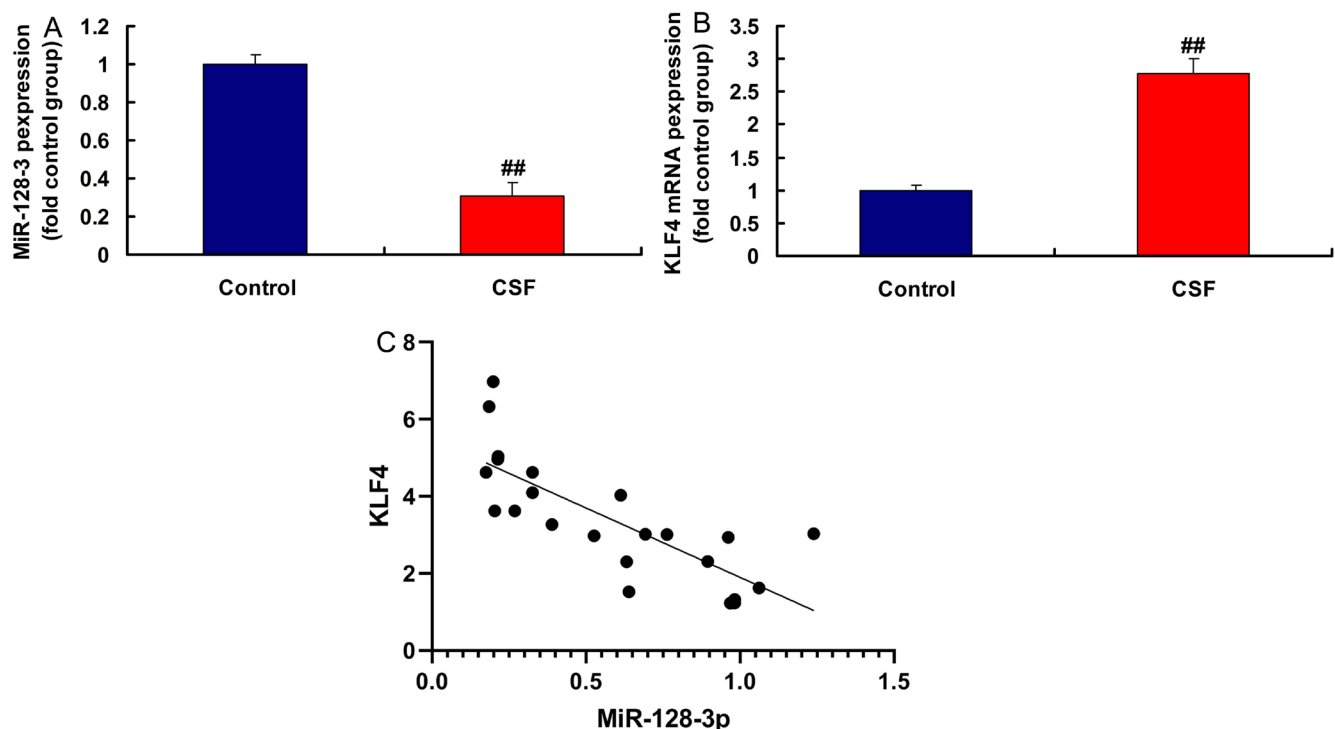 A
MiR-128-3 pexpression
(fold control group)
1.2
1
0.8
0.6
0.4
0.2
0
##
Control
CSF
B
KLF4 mRNA pexpression
(fold control group)
3.5
3
2.5
2
1.5
1
0.5
0
##
Control
CSF
C
KLF4
8
6
4
2
0
0.0
0.5
1.0
1.5
MiR-128-3p